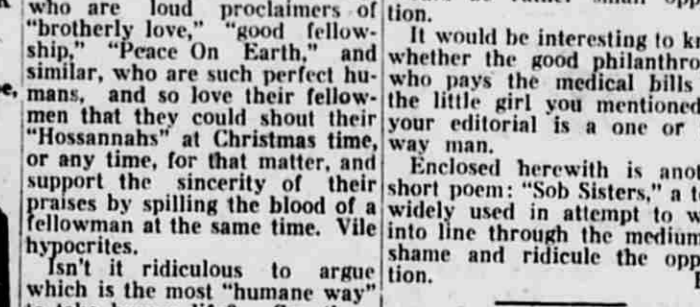 who are loud proclaimers of
"brotherly love," "good fellow-
ship," "Peace On Earth," and
similar, who are such perfect hu-
mans, and so love their fellow-
men that they could shout their
"Hossannahs" at Christmas time,
or any time, for that matter, and
support the sincerity of their
praises by spilling the blood of a
fellowman at the same time. Vile
hypocrites.
Isn't it ridiculous to argue
which is the most "humane way"
tion.
It would be interesting to
whether the good philanthro
who pays the medical bills
the little girl you mentioned
your editorial is a one or
way man.
Enclosed herewith is
short poem: "Sob Sisters," a
widely used in attempt to
into line through the medium
shame and ridicule the
tion.